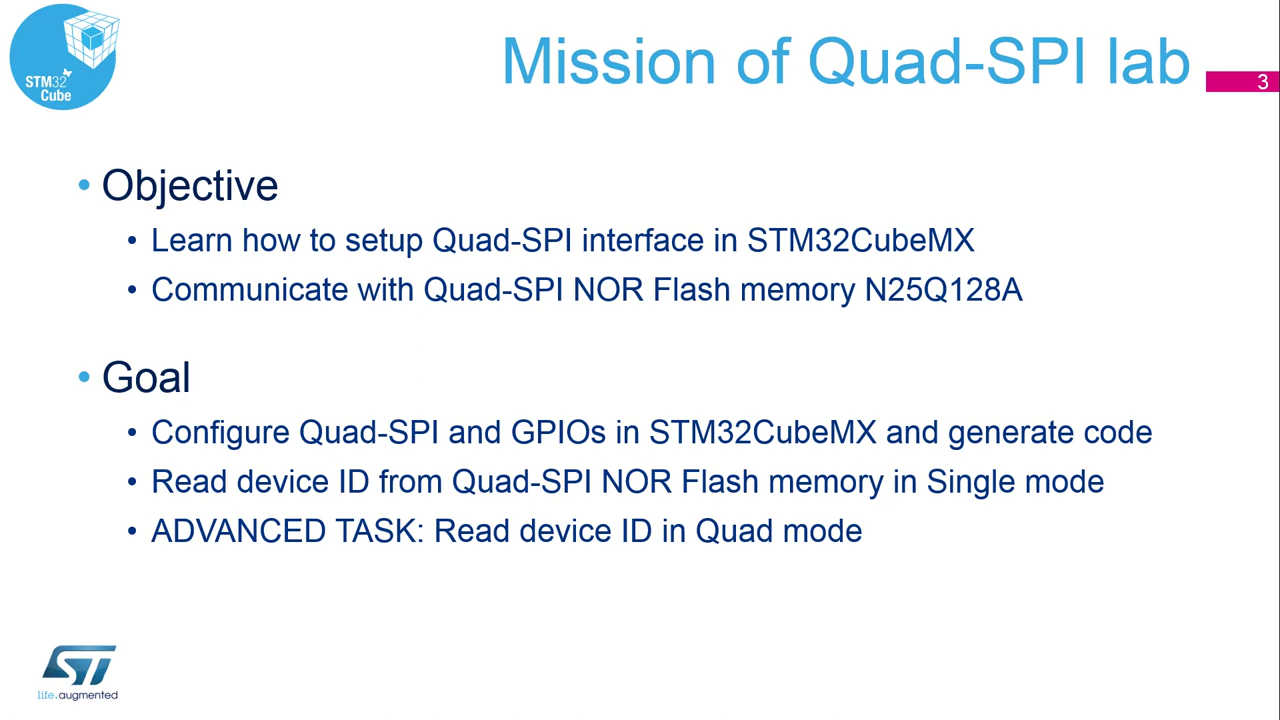 STM32
Cube
Mission of Quad-SPI lab
3
• Objective
• Learn how to setup Quad-SPI interface in STM32CubeMX
• Communicate with Quad-SPI NOR Flash memory N25Q128A
• Goal
• Configure Quad-SPI and GPIOs in STM32CubeMX and generate code
• Read device ID from Quad-SPI NOR Flash memory in Single mode
• ADVANCED TASK: Read device ID in Quad mode
ST
life.augmented